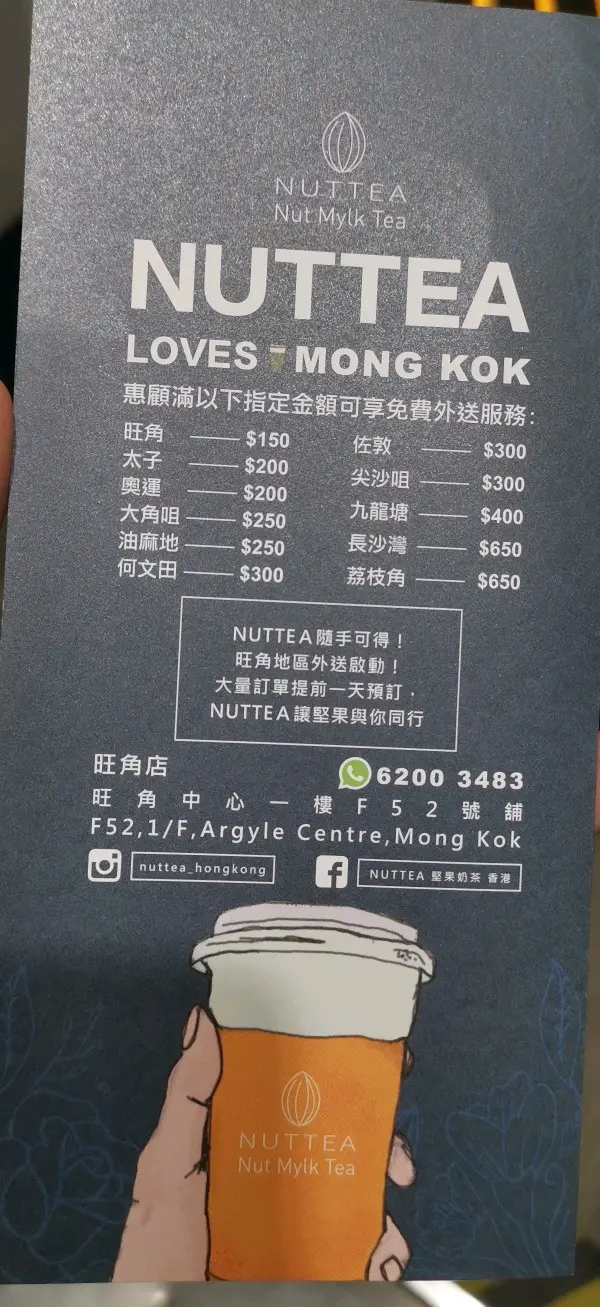 NUTTEA
Nut Mylk Tea
NUTTEA
LOVES MONG KOK
惠顧滿以下指定金額可享免費外送服務：
旺角 $150
太子 $200
奧運 $200
大角咀 $250
油麻地 $250
何文田 $300
佐敦 $300
尖沙咀 $300
九龍塘 $400
長沙灣 $650
荔枝角 $650
NUTTEA隨手可得！
旺角地區外送啟動！
大量訂單提前一天預訂，
NUTTEA讓堅果與你同行
旺角店 6200 3483
旺角中心一樓F52號舖
F52,1/F,Argyle Centre,Mong Kok
nuttea_hongkong NUTTEA 堅果奶茶 香港
NUTTEA
Nut Mylk Tea